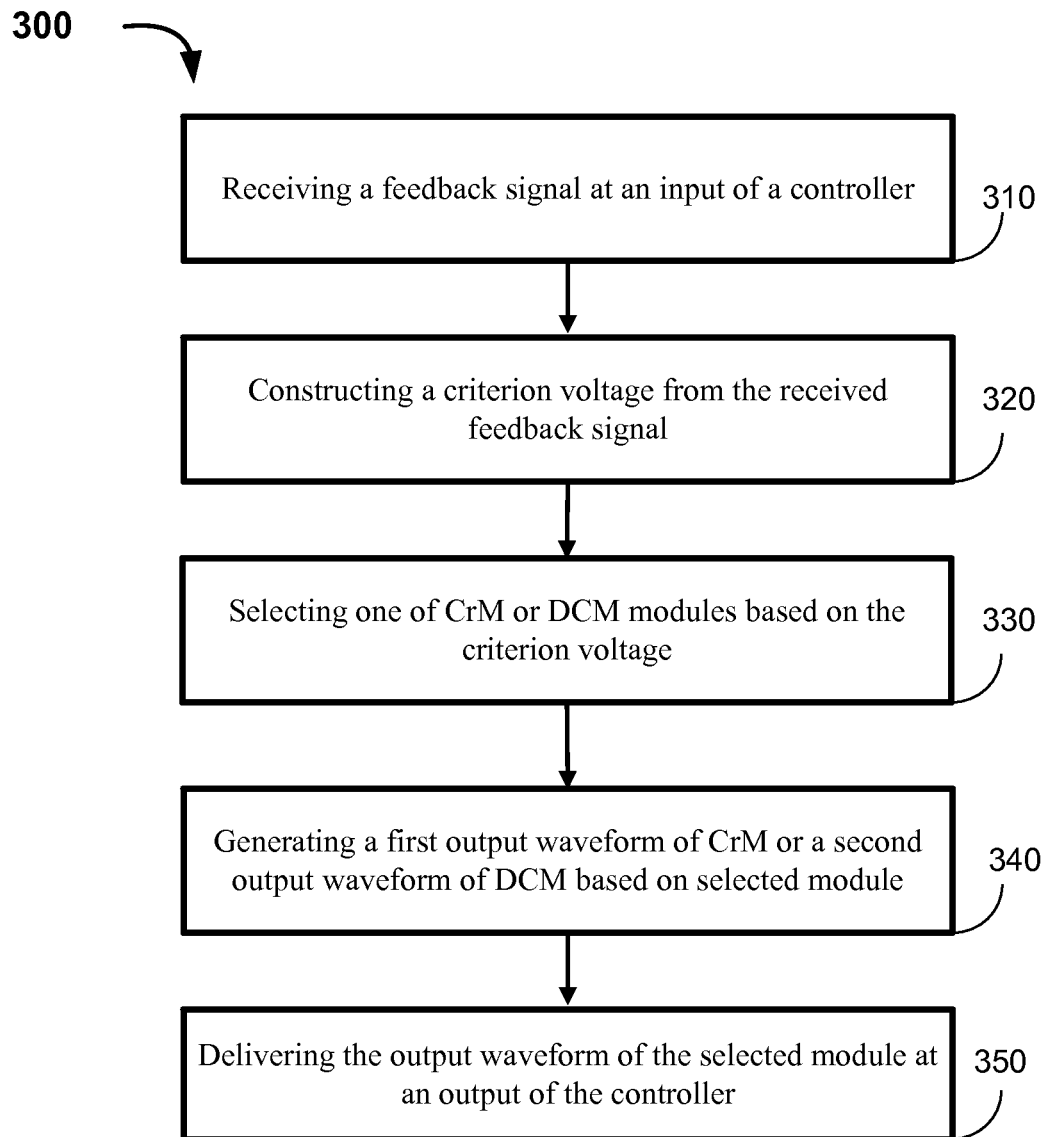 300
Receiving a feedback signal at an input of a controller
310
Constructing a criterion voltage from the received
feedback signal
320
Selecting one of CrM or DCM modules based on the
criterion voltage
330
Generating a first output waveform of CrM or a second
output waveform of DCM based on selected module
340
Delivering the output waveform of the selected module at
an output of the controller
350